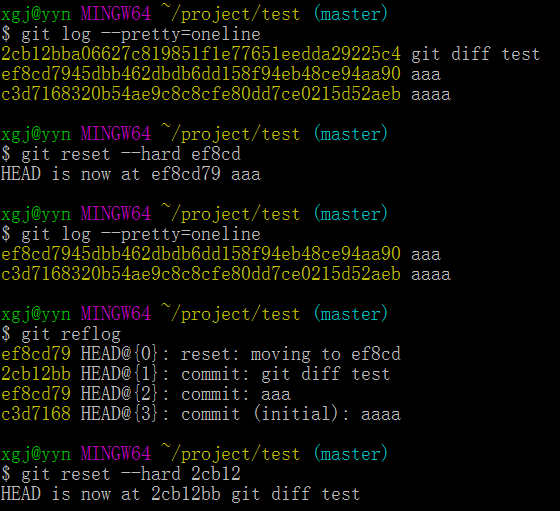 xgj@yyn MINGW64 ~/project/test (master)
$ git log --pretty=oneline
2cb12bba06627c819851f1e77651eedda29225c4 git diff test
ef8cd7945dbb462dbdb6dd158f94eb48ce94aa90 aaa
c3d7168320b54ae9c8c8cfe80dd7ce0215d52aeb aaaa
xgj@yyn MINGW64 ~/project/test (master)
$ git reset --hard ef8cd
HEAD is now at ef8cd79 aaa
xgj@yyn MINGW64 ~/project/test (master)
$ git log --pretty=oneline
ef8cd7945dbb462dbdb6dd158f94eb48ce94aa90 aaa
c3d7168320b54ae9c8c8cfe80dd7ce0215d52aeb aaaa
xgj@yyn MINGW64 ~/project/test (master)
$ git reflog
ef8cd79 HEAD@{0}: reset: moving to ef8cd
2cb12bb HEAD@{1}: commit: git diff test
ef8cd79 HEAD@{2}: commit: aaa
c3d7168 HEAD@{3}: commit (initial): aaaa
xgj@yyn MINGW64 ~/project/test (master)
$ git reset --hard 2cb12
HEAD is now at 2cb12bb git diff test